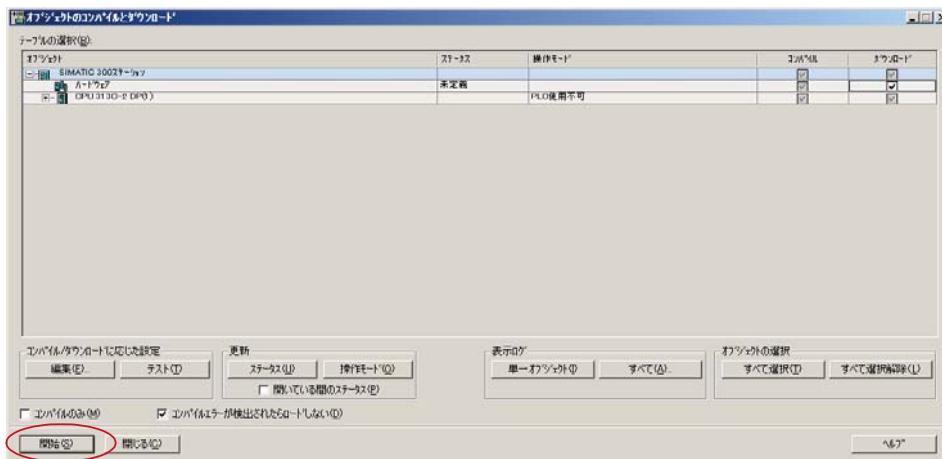 ｵﾌﾞｼﾞｪｸﾄのｺﾝﾊﾟｲﾙとﾀﾞｳﾝﾛｰﾄﾞ
ﾃｰﾌﾞﾙの選択(B):
ｵﾌﾞｼﾞｪｸﾄ ｽﾃｰﾀｽ 操作ﾓｰﾄﾞ ｺﾝﾊﾟｲﾙ ﾀﾞｳﾝﾛｰﾄﾞ
SIMATIC 300ｽﾃｰｼｮﾝ
ﾊｰﾄﾞｳｪｱ 未定義
CPU 313C-2 DP(1) PLC使用不可
ｺﾝﾊﾟｲﾙ/ﾀﾞｳﾝﾛｰﾄﾞに応じた設定 更新 表示ﾛｸﾞ ｵﾌﾞｼﾞｪｸﾄの選択
編集(E)... ﾃｽﾄ(T) ｽﾃｰﾀｽ(U) 操作ﾓｰﾄﾞ(O) 単一ｵﾌﾞｼﾞｪｸﾄ(I) すべて(A)... すべて選択(T) すべて選択解除(L)
開いている間のｽﾃｰﾀｽ(P)
ｺﾝﾊﾟｲﾙのみ(M) ｺﾝﾊﾟｲﾙｴﾗｰが検出されたらﾛｰﾄﾞしない(D)
開始(S) 閉じる(C) ﾍﾙﾌﾟ